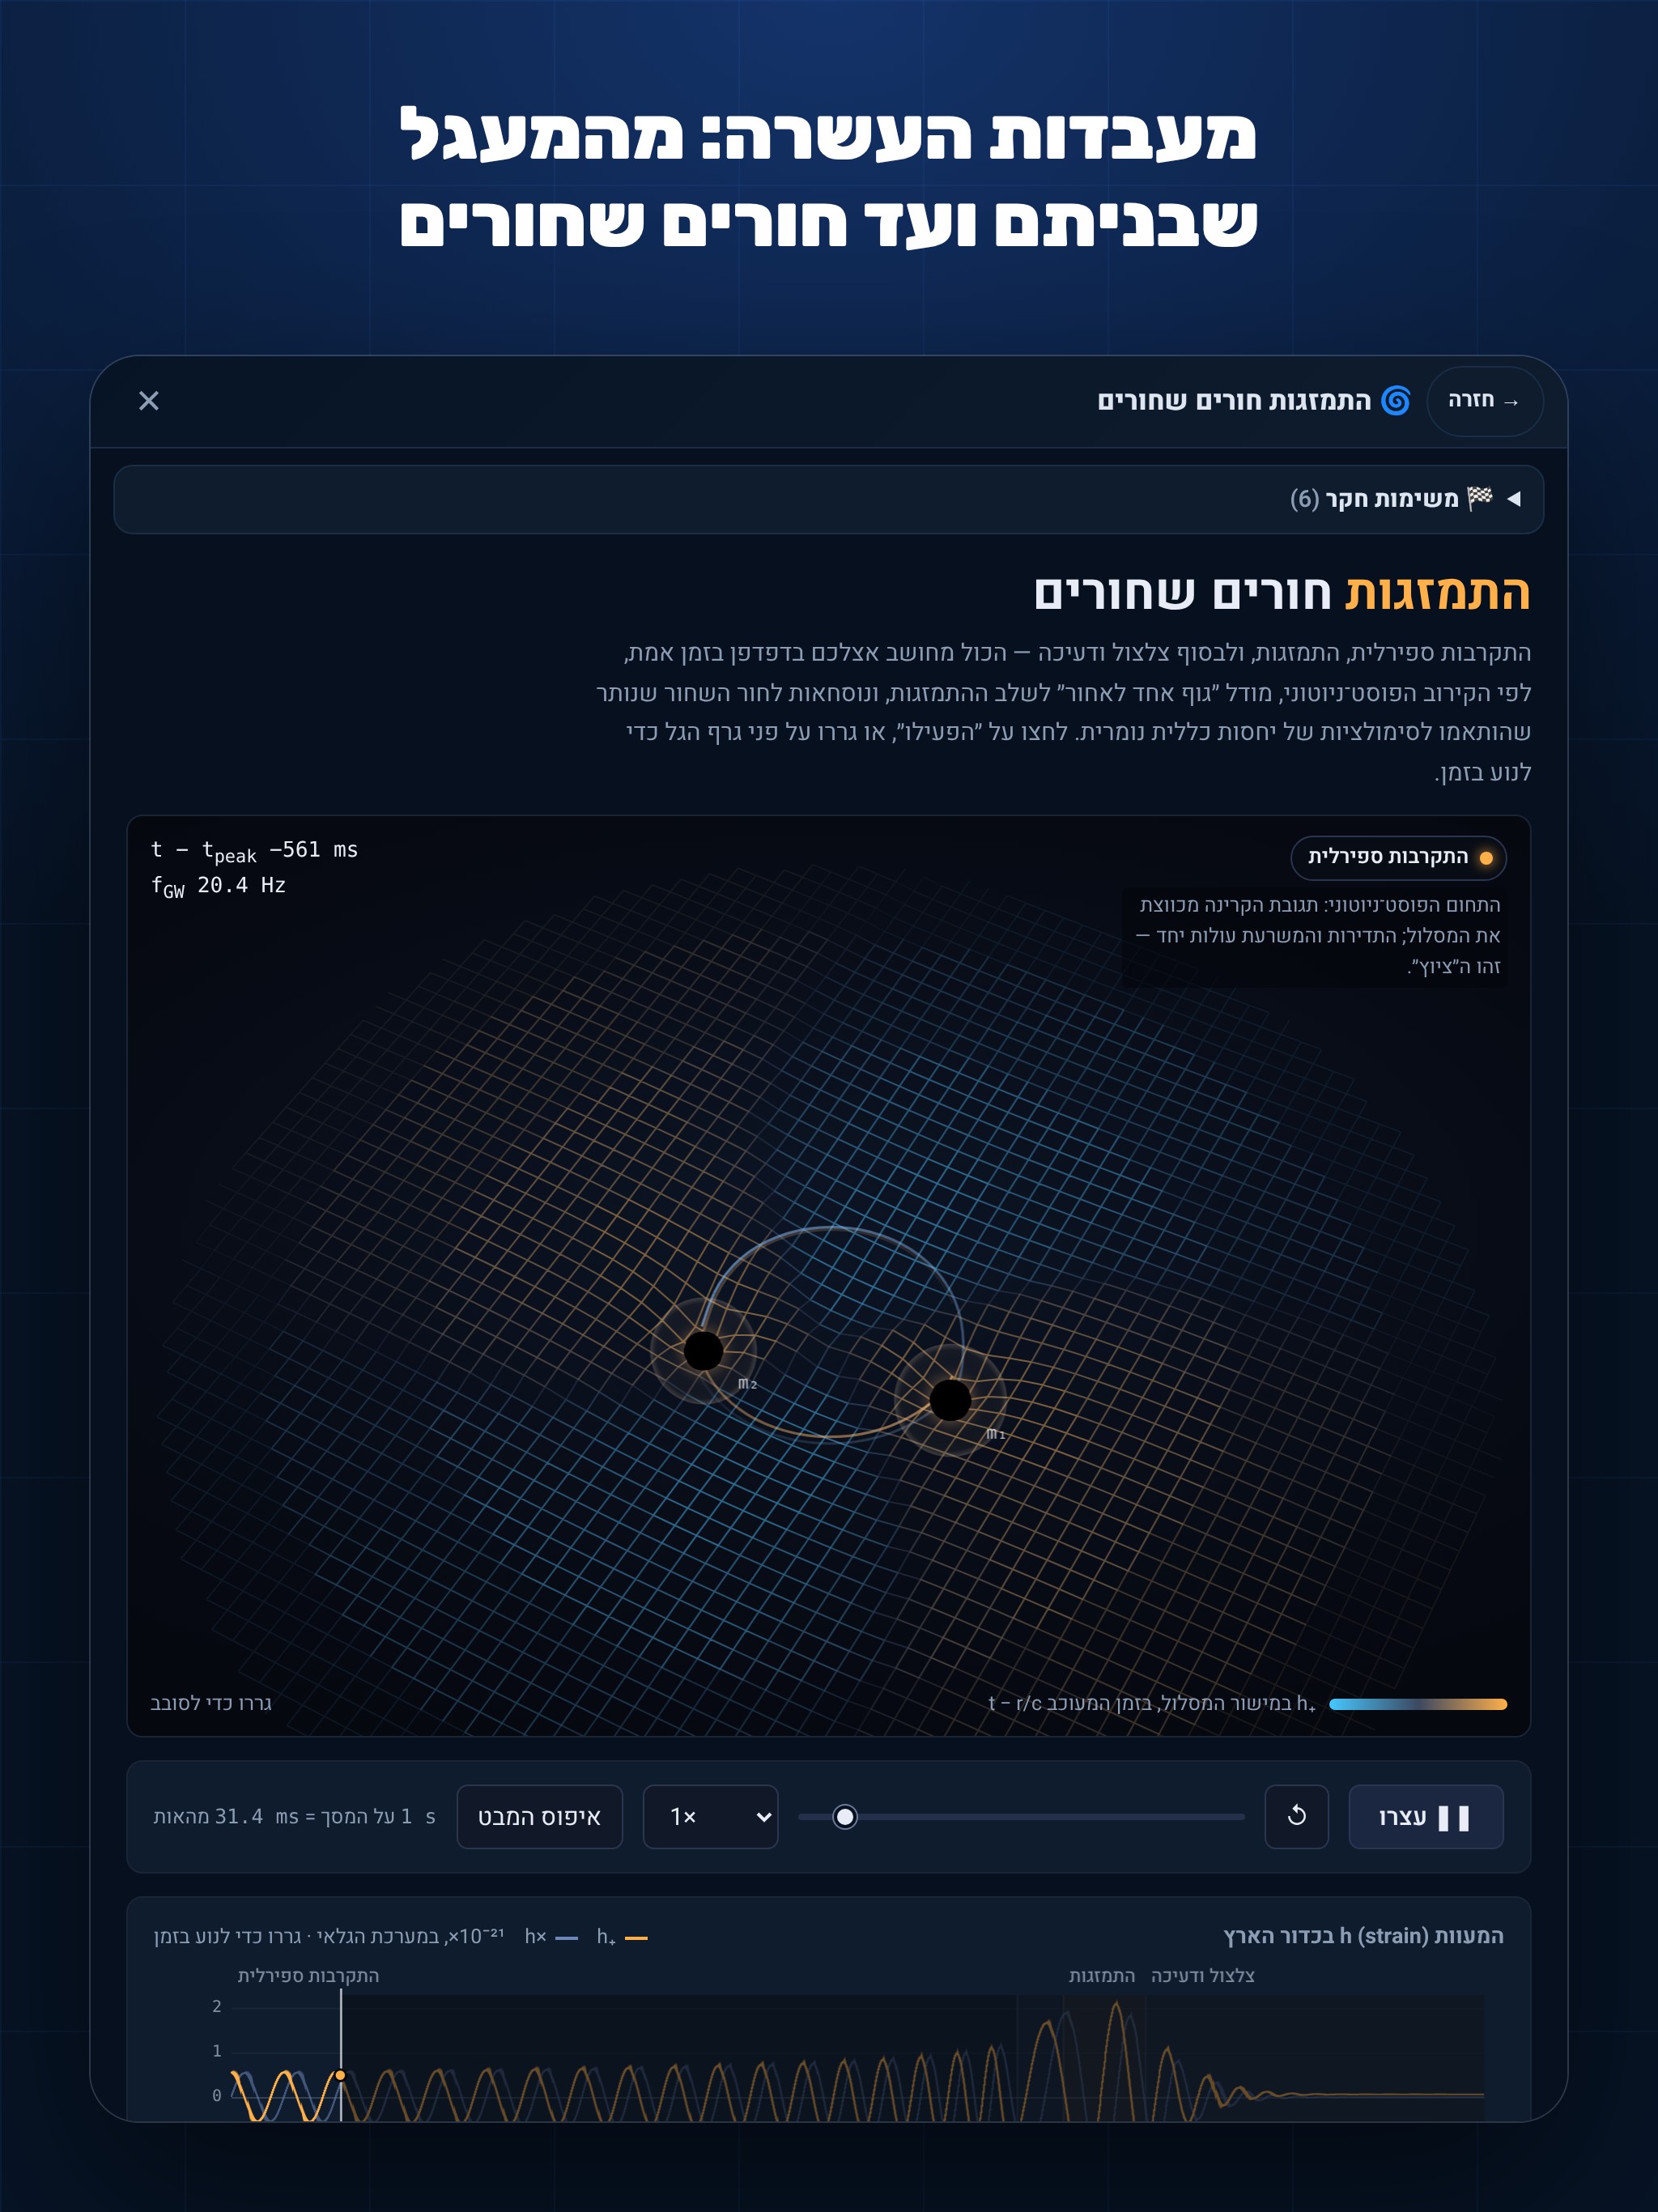 מעבדות העשרה: מהמעגל
שבניתם ועד חורים שחורים
→ חזרה
🌀 התמזגות חורים שחורים
✕
◀ 🏁 משימות חקר (6)
התמזגות חורים שחורים
התקרבות ספירלית, התמזגות, ולבסוף צלצול ודעיכה — הכול מחושב אצלכם בדפדפן בזמן אמת,
לפי הקירוב הפוסט־ניוטוני, מודל "גוף אחד לאחור" לשלב ההתמזגות, ונוסחאות לחור השחור שנותר
שהותאמו לסימולציות של יחסות כללית נומרית. לחצו על "הפעילו", או גררו על פני גרף הגל כדי
לנוע בזמן.
התקרבות ספירלית
התחום הפוסט־ניוטוני: תגובת הקרינה מכווצת
את המסלול; התדירות והמשרעת עולות יחד —
זהו ה"ציוץ".
t − tpeak −561 ms
fGW 20.4 Hz
m₂
m₁
h₊ במישור המסלול, בזמן המעוכב t − r/c
גררו כדי לסובב
❚❚ עצרו
↺
1×
איפוס המבט
1 s על המסך = 31.4 ms מהאות
המעוות h (strain) בכדור הארץ
h₊
h×
×10⁻²¹, במערכת הגלאי · גררו כדי לנוע בזמן
התקרבות ספירלית
התמזגות
צלצול ודעיכה
2
1
0